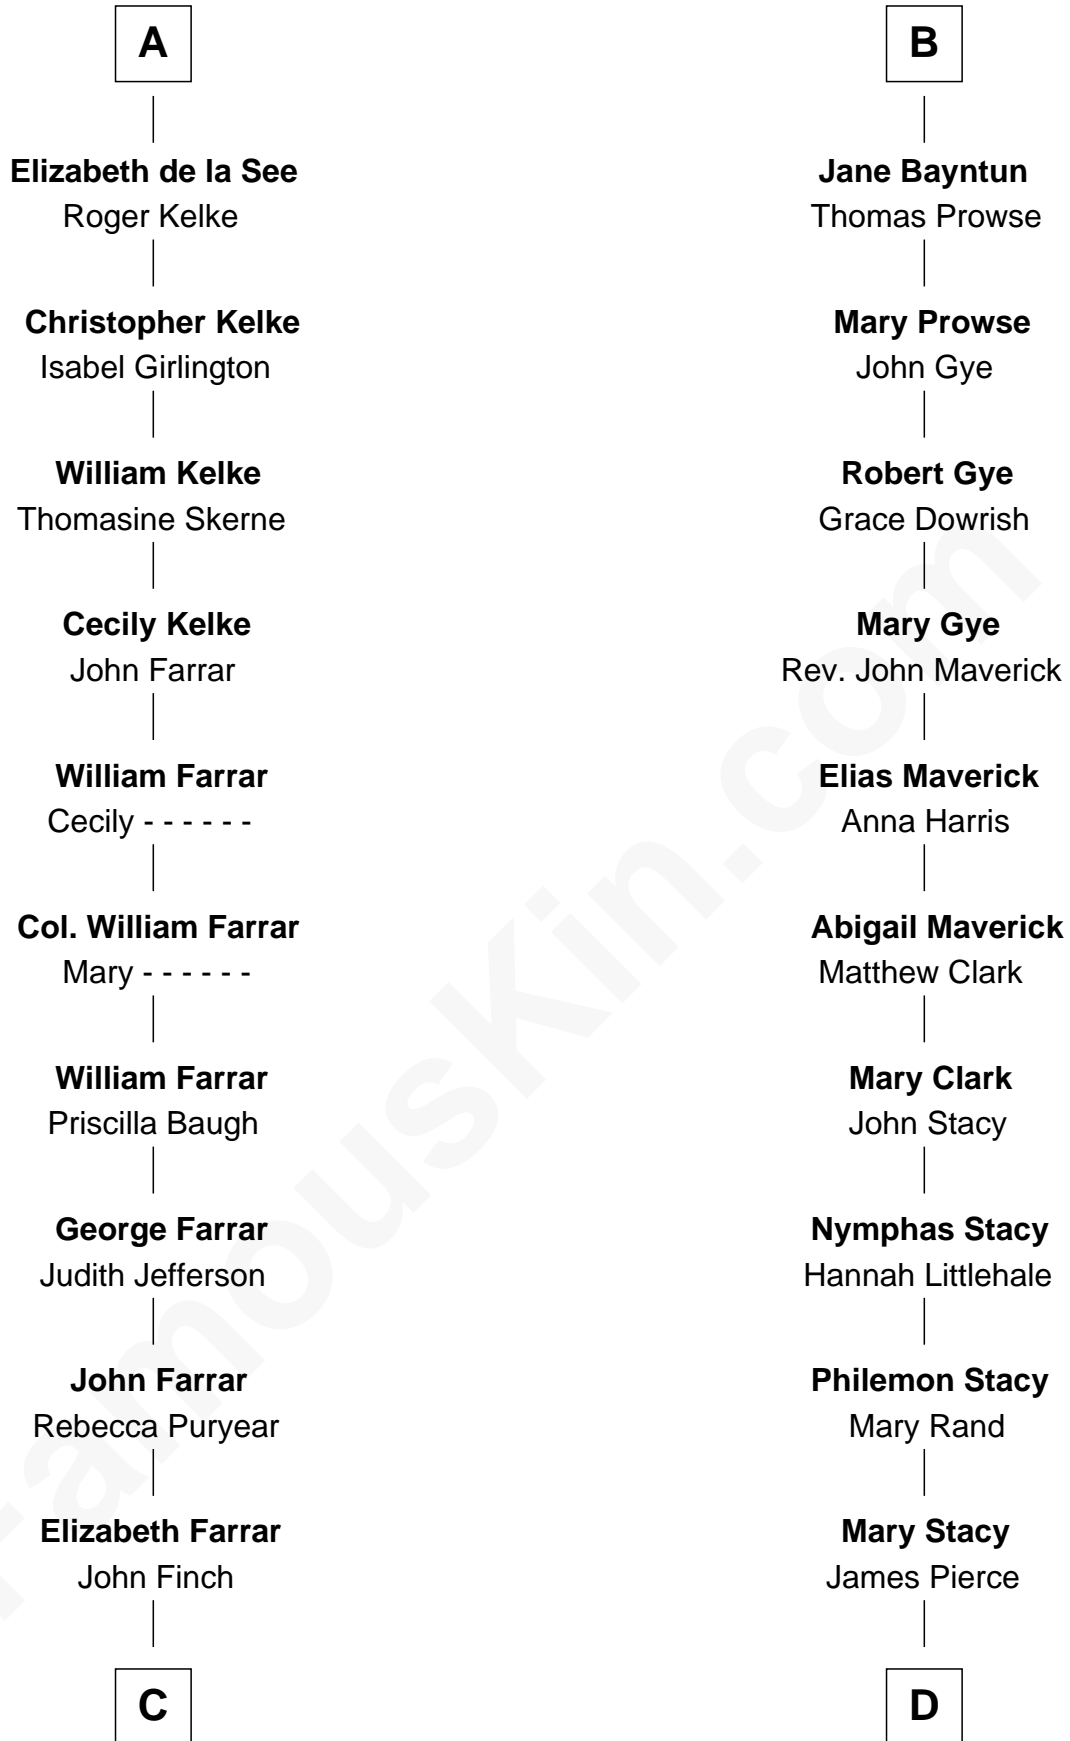 A
Elizabeth de la See
Roger Kelke
Christopher Kelke
Isabel Girlington
William Kelke
Thomasine Skerne
Cecily Kelke
John Farrar
William Farrar
Cecily - - - - - -
Col. William Farrar
Mary - - - - - -
William Farrar
Priscilla Baugh
George Farrar
Judith Jefferson
John Farrar
Rebecca Puryear
Elizabeth Farrar
John Finch
C
B
Jane Bayntun
Thomas Prowse
Mary Prowse
John Gye
Robert Gye
Grace Dowrish
Mary Gye
Rev. John Maverick
Elias Maverick
Anna Harris
Abigail Maverick
Matthew Clark
Mary Clark
John Stacy
Nymphas Stacy
Hannah Littlehale
Philemon Stacy
Mary Rand
Mary Stacy
James Pierce
D
FamousKin.com